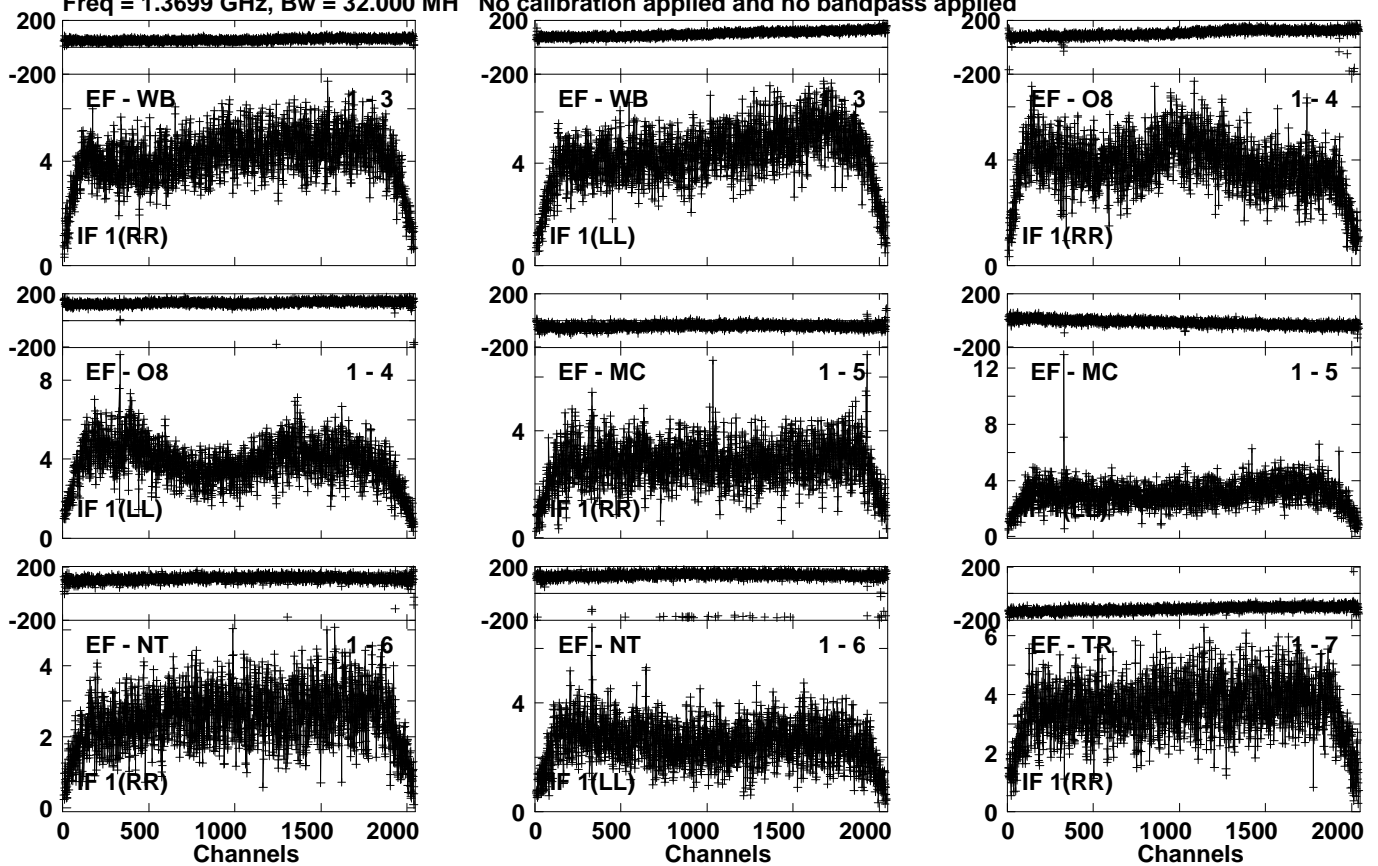 Freq = 1.3699 GHz, Bw = 32.000 MH No calibration applied and no bandpass applied
200
-200
EF - WB 1 - 3
4
IF 1(RR)
0
200
-200
EF - WB 1 - 3
4
IF 1(LL)
0
200
-200
EF - O8 1 - 4
4
IF 1(RR)
0
200
-200
EF - O8 1 - 4
8
4
IF 1(LL)
0
200
-200
EF - MC 1 - 5
4
IF 1(RR)
0
200
-200
EF - MC 1 - 5
12
8
4
IF 1(LL)
0
200
-200
EF - NT 1 - 6
4
2
IF 1(RR)
0
0 500 1000 1500 2000
Channels
200
-200
EF - NT 1 - 6
4
IF 1(LL)
0
0 500 1000 1500 2000
Channels
200
-200
EF - TR 1 - 7
6
4
2
IF 1(RR)
0
0 500 1000 1500 2000
Channels